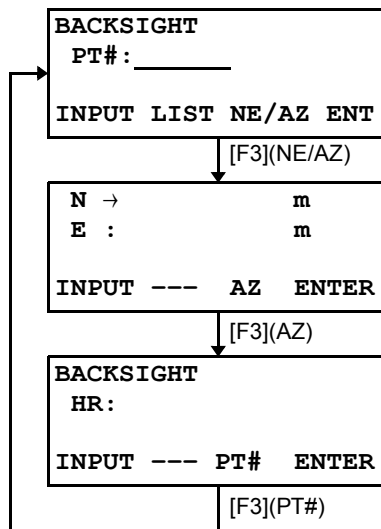 BACKSIGHT
PT#:
INPUT LIST NE/AZ ENT
[F3](NE/AZ)
N → m
E : m
INPUT --- AZ ENTER
[F3](AZ)
BACKSIGHT
HR:
INPUT --- PT# ENTER
[F3](PT#)